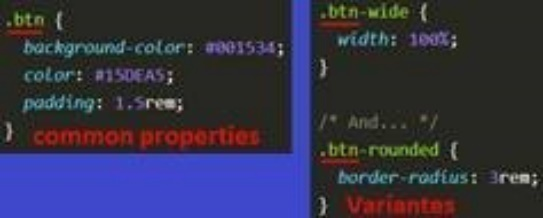 .btn {
background-color: #001534;
color: #15DEA5;
padding: 1.5rem;
}
common properties
.btn-wide {
width: 100%;
}
/* And... */
.btn-rounded {
border-radius: 3rem;
}
Variantes